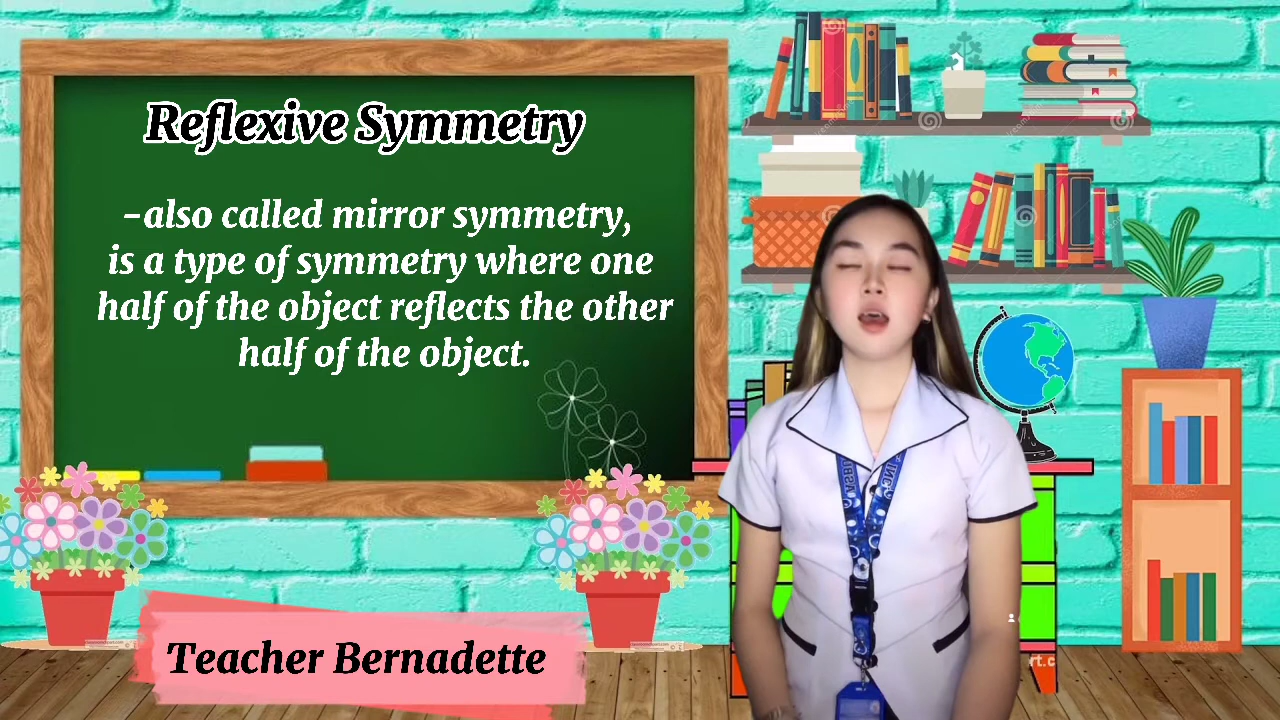 Reflexive Symmetry
-also called mirror symmetry,
is a type of symmetry where one
half of the object reflects the other
half of the object.
Teacher Bernadette
rt.c